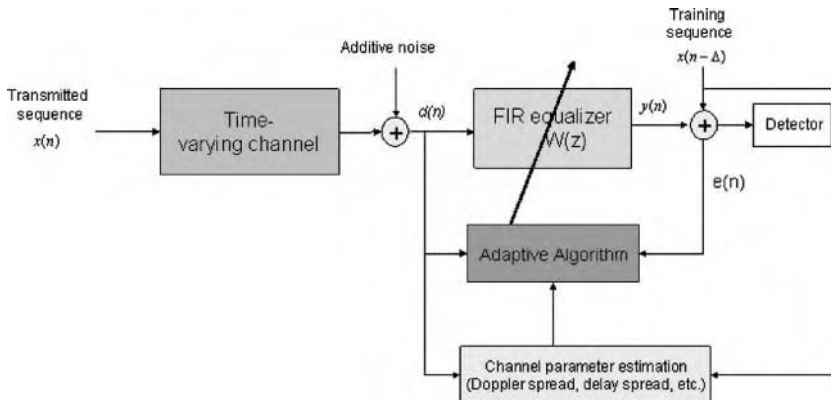 Training
sequence
x(n − Δ)
Additive noise
Transmitted
sequence
x(n)
Time-
varying channel
+
d(n)
FIR equalizer
W(z)
y(n)
+
Detector
e(n)
Adaptive Algorithm
Channel parameter estimation
(Doppler spread, delay spread, etc.)